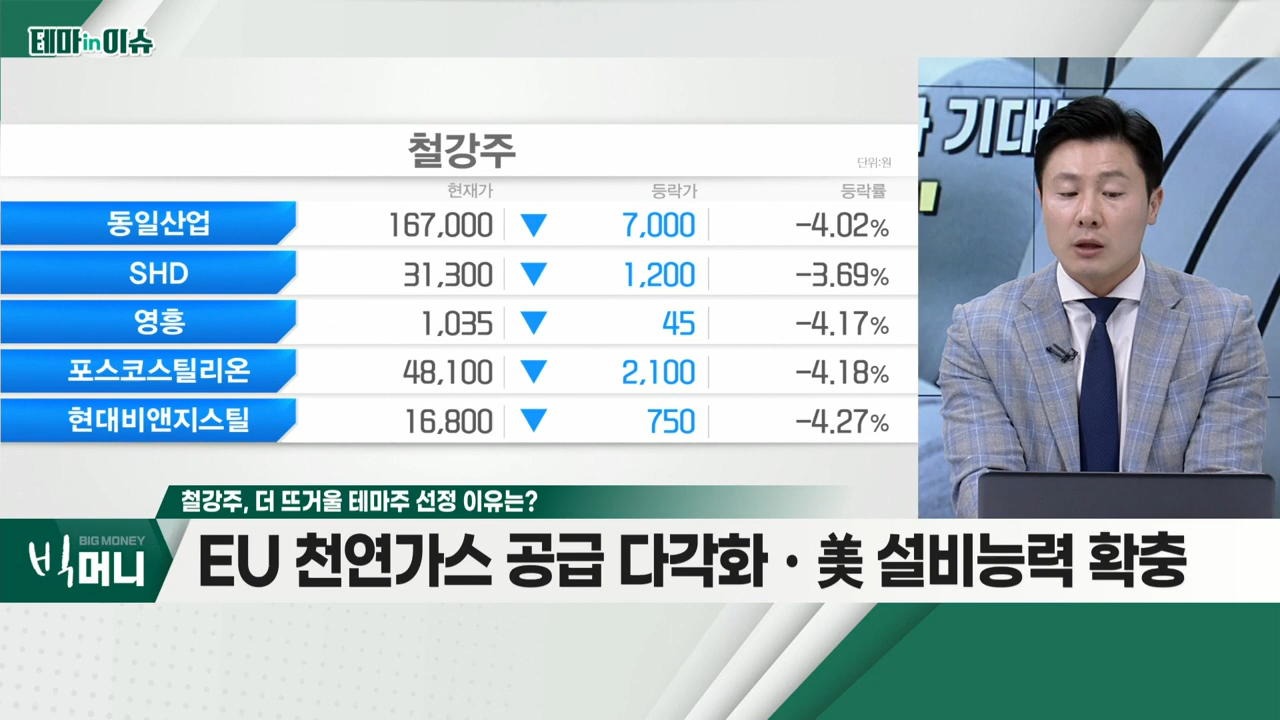 테마in이슈
기대
철강주
단위:원
현재가 등락가 등락률
동일산업 167,000 ▼ 7,000 -4.02%
SHD 31,300 ▼ 1,200 -3.69%
영흥 1,035 ▼ 45 -4.17%
포스코스틸리온 48,100 ▼ 2,100 -4.18%
현대비앤지스틸 16,800 ▼ 750 -4.27%
철강주, 더 뜨거울 테마주 선정 이유는?
BIG MONEY
빅머니
EU 천연가스 공급 다각화·美 설비능력 확충